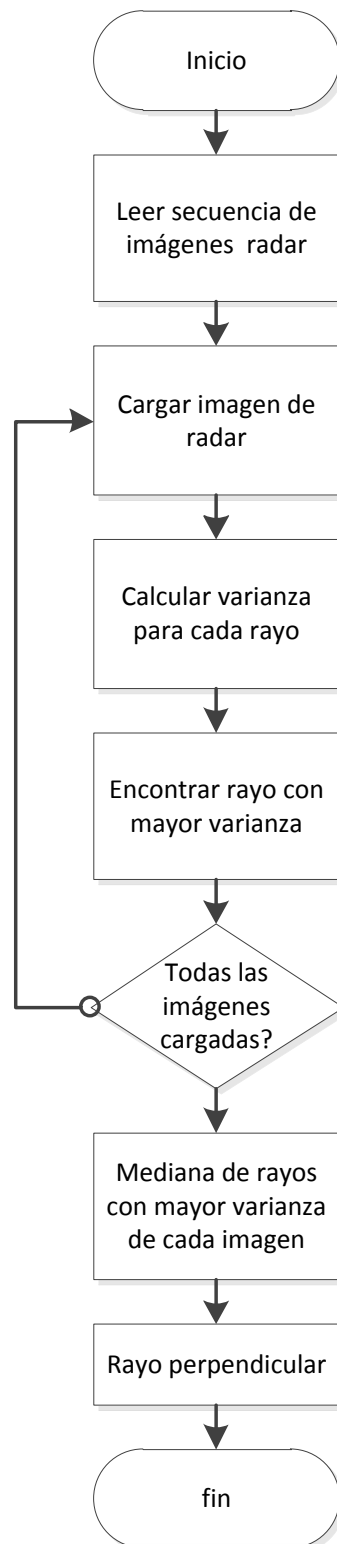 Inicio
Leer secuencia de
imágenes radar
Cargar imagen de
radar
Calcular varianza
para cada rayo
Encontrar rayo con
mayor varianza
Todas las
imágenes
cargadas?
Mediana de rayos
con mayor varianza
de cada imagen
Rayo perpendicular
fin